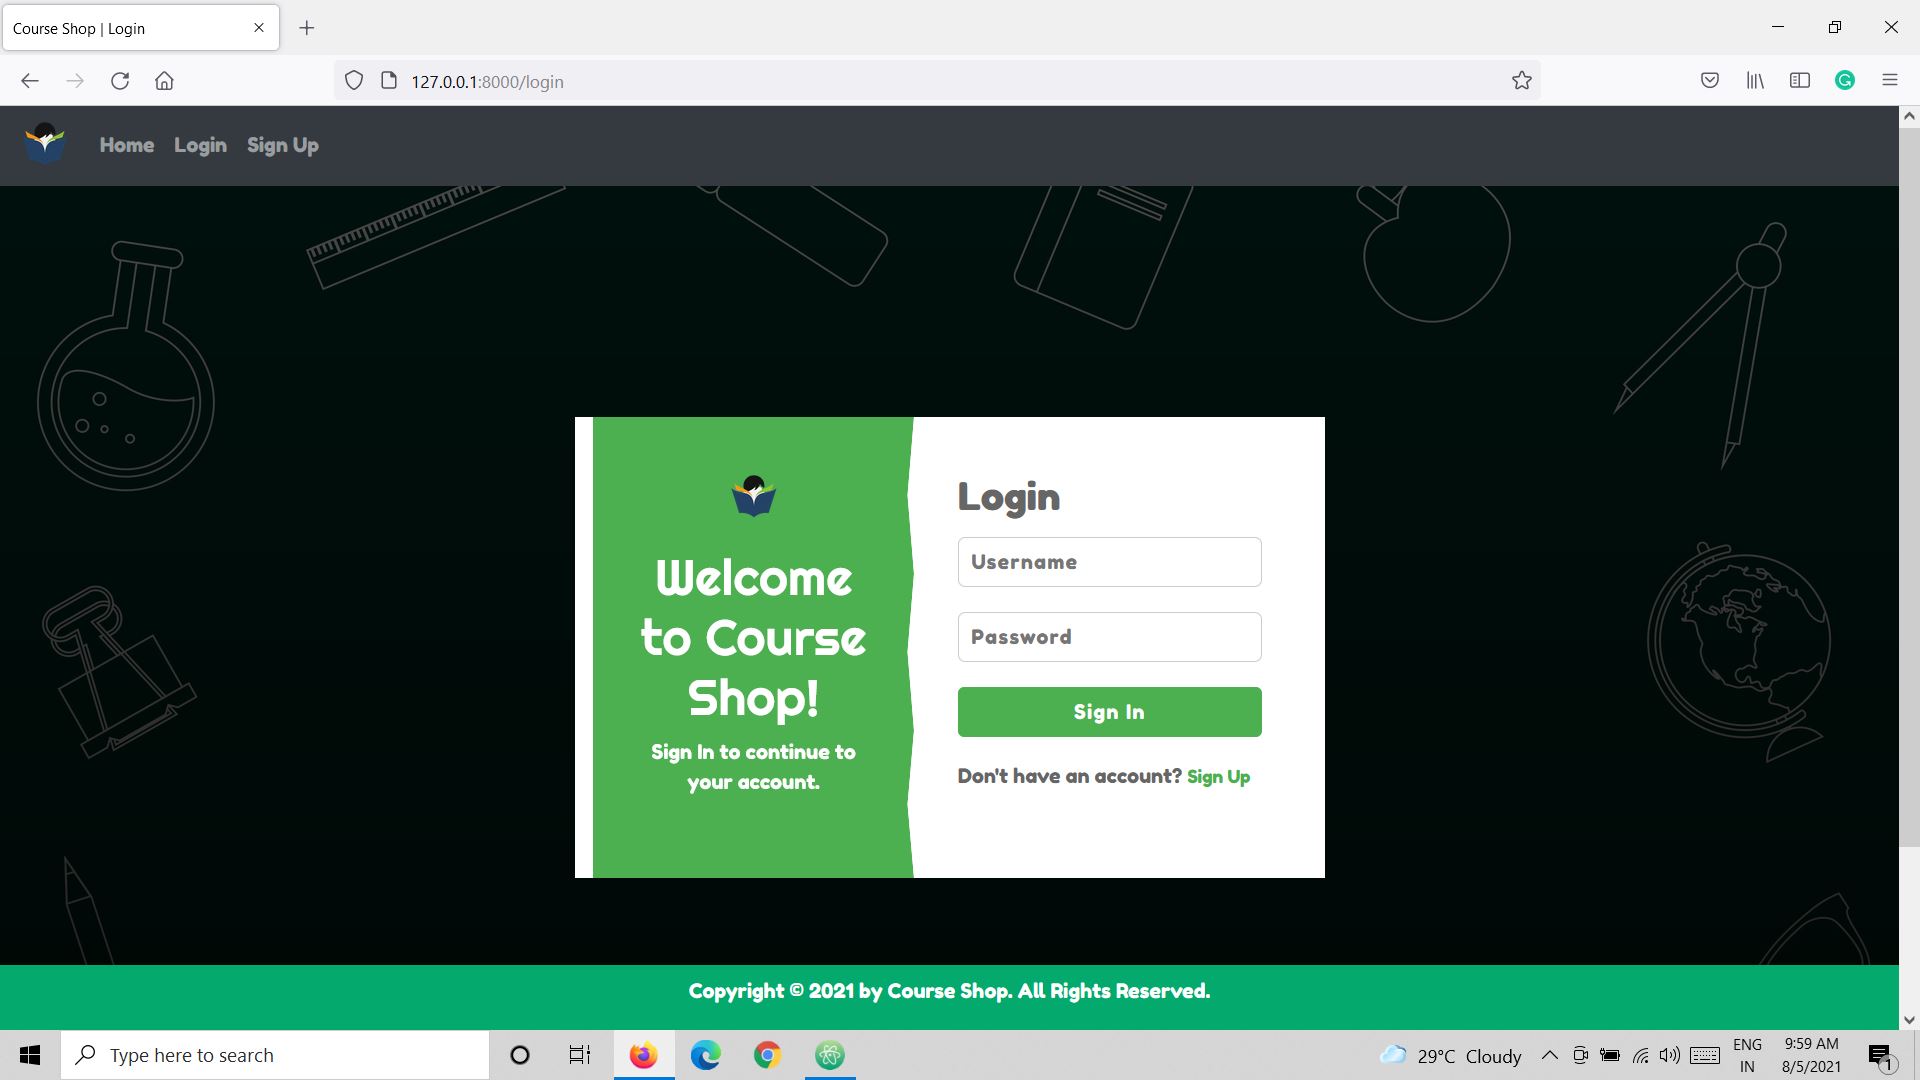 Course Shop | Login
127.0.0.1:8000/login
Home Login Sign Up
Welcome
to Course
Shop!
Sign In to continue to
your account.
Login
Username
Password
Sign In
Don't have an account? Sign Up
Copyright © 2021 by Course Shop. All Rights Reserved.
Type here to search
29°C Cloudy
ENG
IN
9:59 AM
8/5/2021
1